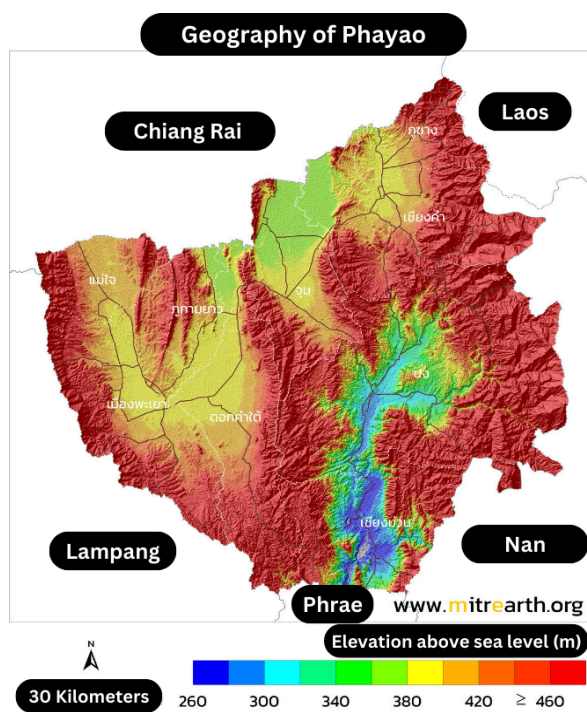 Geography of Phayao
Laos
Chiang Rai
ภูซาง
เชียงคำ
แม่ใจ
ภูกามยาว
จุน
ปง
เมืองพะเยา
ดอกคำใต้
เชียงม่วน
Lampang
Nan
Phrae
www.mitrearth.org
Elevation above sea level (m)
N
30 Kilometers
260 300 340 380 420 ≥ 460